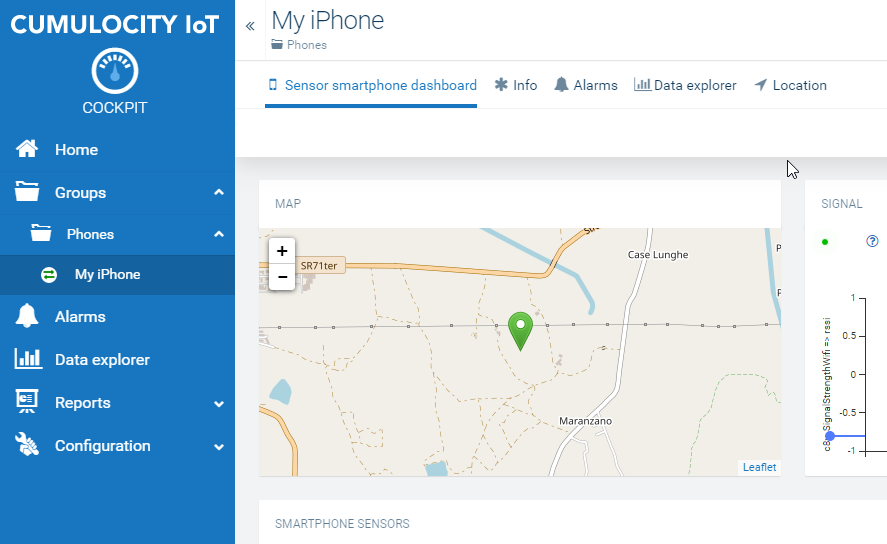 CUMULOCITY IoT
COCKPIT
Home
Groups
Phones
My iPhone
Alarms
Data explorer
Reports
Configuration
«
My iPhone
Phones
Sensor smartphone dashboard
Info
Alarms
Data explorer
Location
MAP
+
−
SR71ter
Case Lunghe
Maranzano
Leaflet
SIGNAL
?
1
0.5
0
-0.5
-1
SignalStrengthWifi => rssi
SMARTPHONE SENSORS